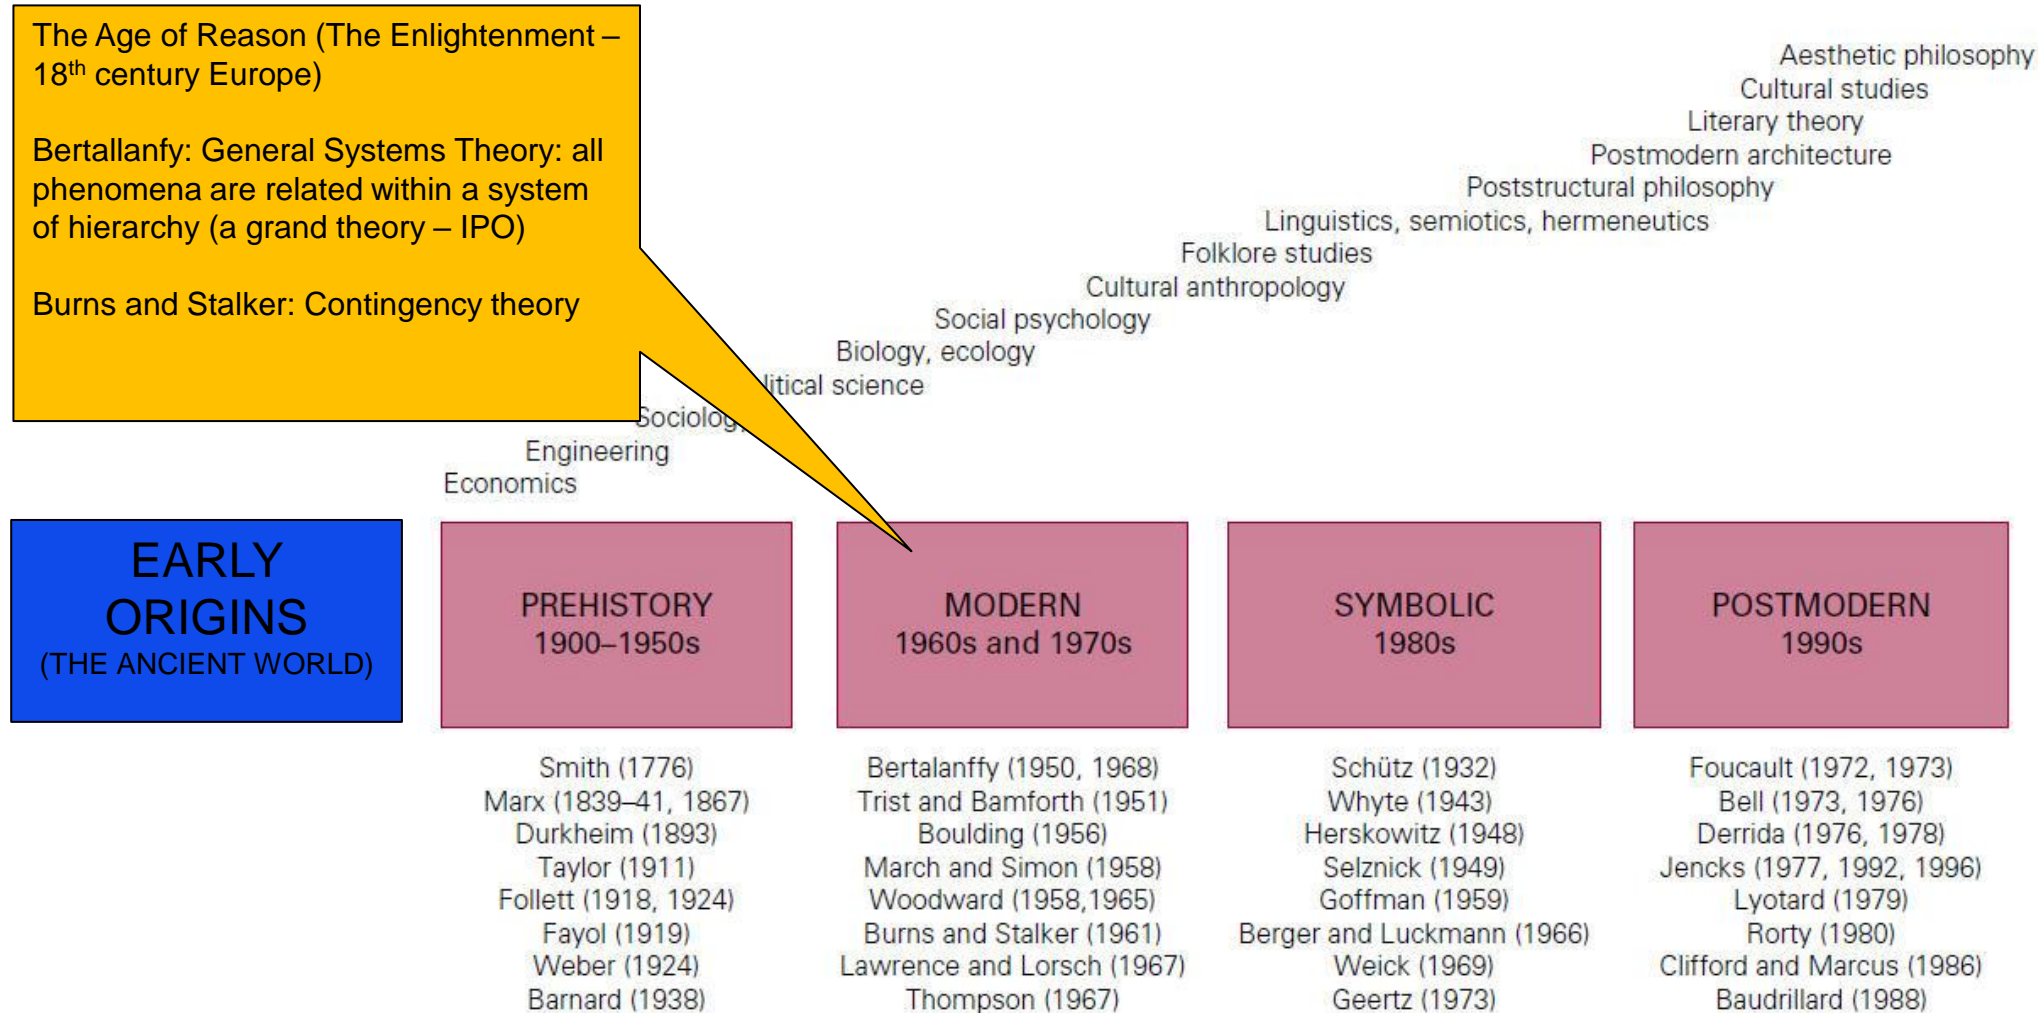 The Age of Reason (The Enlightenment –
18th century Europe)
Bertallanfy: General Systems Theory: all
phenomena are related within a system
of hierarchy (a grand theory – IPO)
Burns and Stalker: Contingency theory
Aesthetic philosophy
Cultural studies
Literary theory
Postmodern architecture
Poststructural philosophy
Linguistics, semiotics, hermeneutics
Folklore studies
Cultural anthropology
Social psychology
Biology, ecology
litical science
Sociolog
Engineering
Economics
EARLY
ORIGINS
(THE ANCIENT WORLD)
PREHISTORY
1900–1950s
MODERN
1960s and 1970s
SYMBOLIC
1980s
POSTMODERN
1990s
Smith (1776)
Marx (1839–41, 1867)
Durkheim (1893)
Taylor (1911)
Follett (1918, 1924)
Fayol (1919)
Weber (1924)
Barnard (1938)
Bertalanffy (1950, 1968)
Trist and Bamforth (1951)
Boulding (1956)
March and Simon (1958)
Woodward (1958,1965)
Burns and Stalker (1961)
Lawrence and Lorsch (1967)
Thompson (1967)
Schütz (1932)
Whyte (1943)
Herskowitz (1948)
Selznick (1949)
Goffman (1959)
Berger and Luckmann (1966)
Weick (1969)
Geertz (1973)
Foucault (1972, 1973)
Bell (1973, 1976)
Derrida (1976, 1978)
Jencks (1977, 1992, 1996)
Lyotard (1979)
Rorty (1980)
Clifford and Marcus (1986)
Baudrillard (1988)